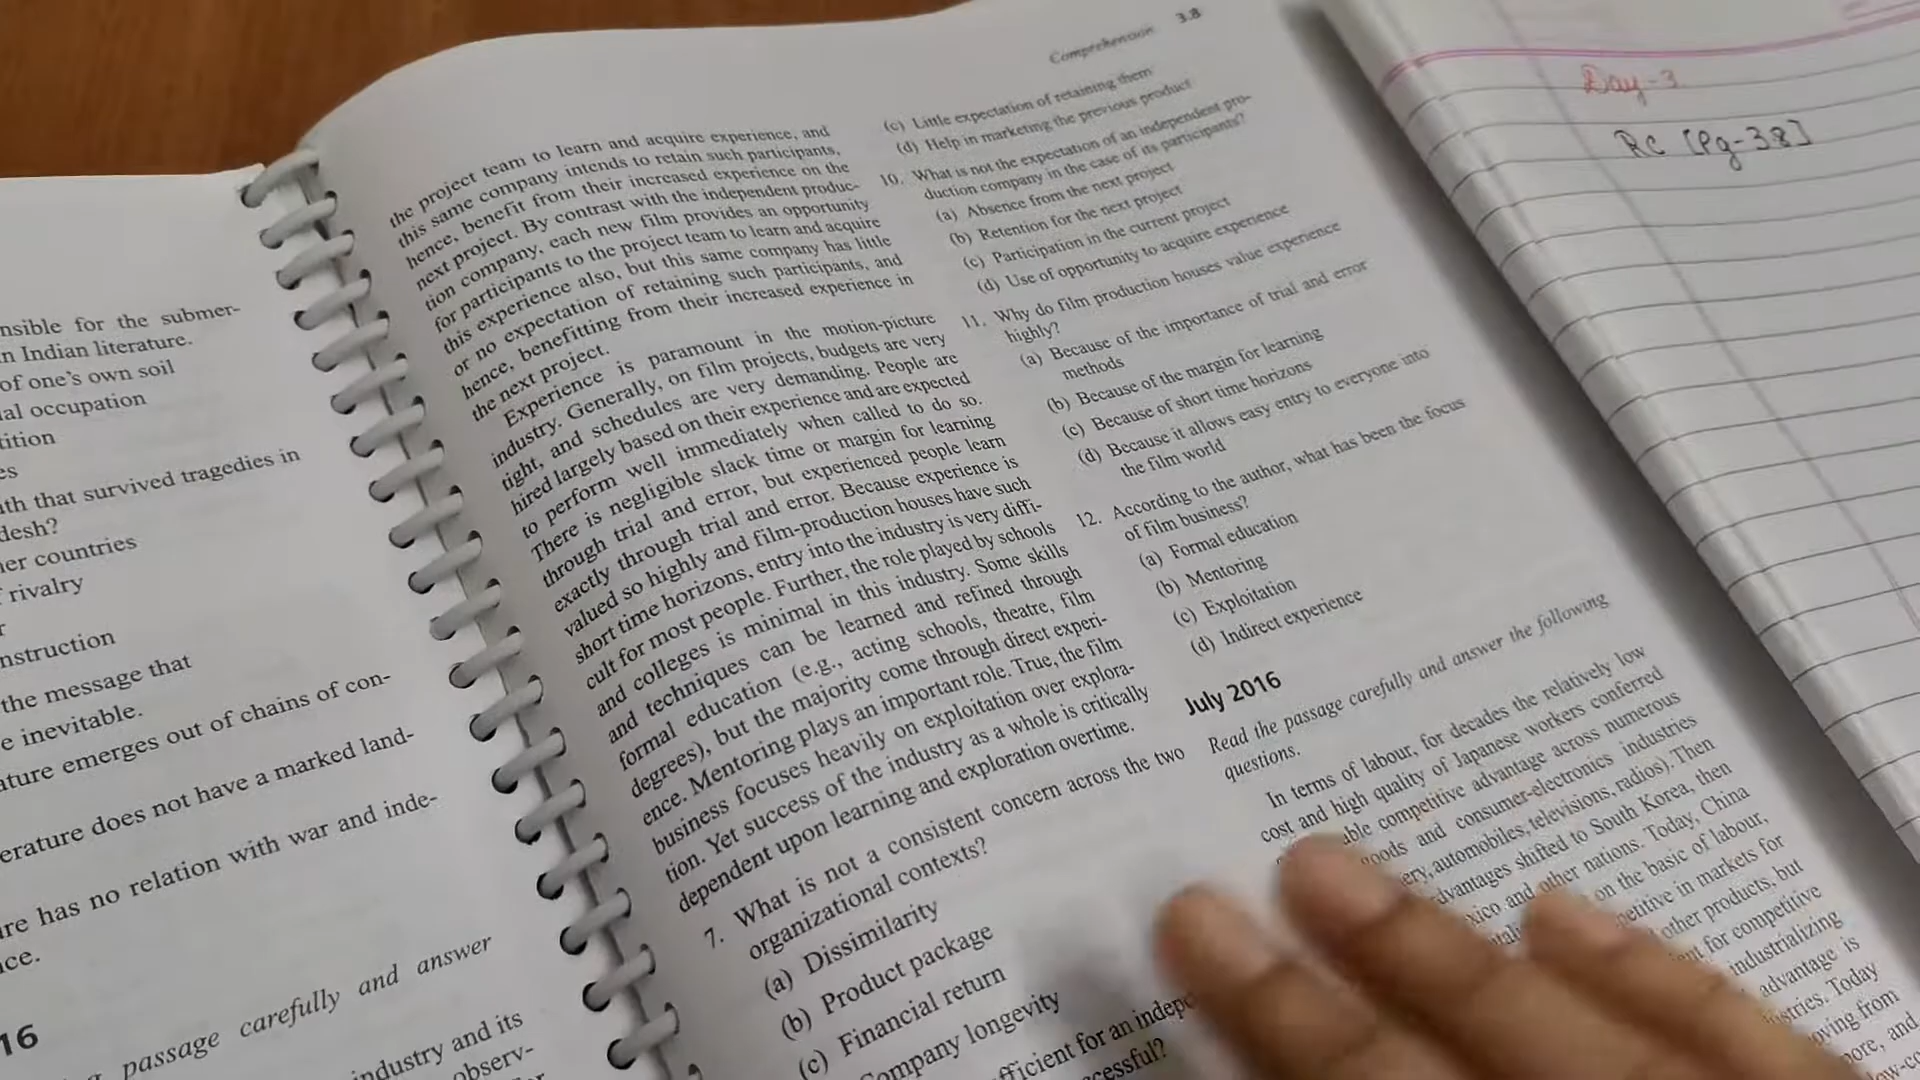 nsible for the submer-
n Indian literature.
of one's own soil
al occupation
tition
es
th that survived tragedies in
desh?
er countries
rivalry
r
nstruction
the message that
e inevitable.
ature emerges out of chains of con-
erature does not have a marked land-
re has no relation with war and inde-
ce.
16
passage carefully and answer
industry and its
observ-
Comprehension 3.8
the project team to learn and acquire experience, and
this same company intends to retain such participants,
hence, benefit from their increased experience on the
next project. By contrast with the independent produc-
tion company, each new film provides an opportunity
for participants to the project team to learn and acquire
this experience also, but this same company has little
or no expectation of retaining such participants, and
hence, benefitting from their increased experience in
the next project.
Experience is paramount in the motion-picture
industry. Generally, on film projects, budgets are very
tight, and schedules are very demanding. People are
hired largely based on their experience and are expected
to perform well immediately when called to do so.
There is negligible slack time or margin for learning
through trial and error, but experienced people learn
exactly through trial and error. Because experience is
valued so highly and film-production houses have such
short time horizons, entry into the industry is very diffi-
cult for most people. Further, the role played by schools
and colleges is minimal in this industry. Some skills
and techniques can be learned and refined through
formal education (e.g., acting schools, theatre, film
degrees), but the majority come through direct experi-
ence. Mentoring plays an important role. True, the film
business focuses heavily on exploitation over explora-
tion. Yet success of the industry as a whole is critically
dependent upon learning and exploration overtime.
7. What is not a consistent concern across the two
organizational contexts?
(a) Dissimilarity
(b) Product package
(c) Financial return
ompany longevity
fficient for an indepe
cessful?
(c) Little expectation of retaining them
(d) Help in marketing the previous product
10. What is not the expectation of an independent pro-
duction company in the case of its participants?
(a) Absence from the next project
(b) Retention for the next project
(c) Participation in the current project
(d) Use of opportunity to acquire experience
11. Why do film production houses value experience
highly?
(a) Because of the importance of trial and error
methods
(b) Because of the margin for learning
(c) Because of short time horizons
(d) Because it allows easy entry to everyone into
the film world
12. According to the author, what has been the focus
of film business?
(a) Formal education
(b) Mentoring
(c) Exploitation
(d) Indirect experience
July 2016
Read the passage carefully and answer the following
questions.
In terms of labour, for decades the relatively low
cost and high quality of Japanese workers conferred
able competitive advantage across numerous
goods and consumer-electronics industries
ery, automobiles, televisions, radios). Then
dvantages shifted to South Korea, then
xico and other nations. Today, China
on the basic of labour,
petitive in markets for
other products, but
ent for competitive
industrializing
advantage is
stries. Today
oving from
ore, and
low-co
Day-3
RC [Pg-38]